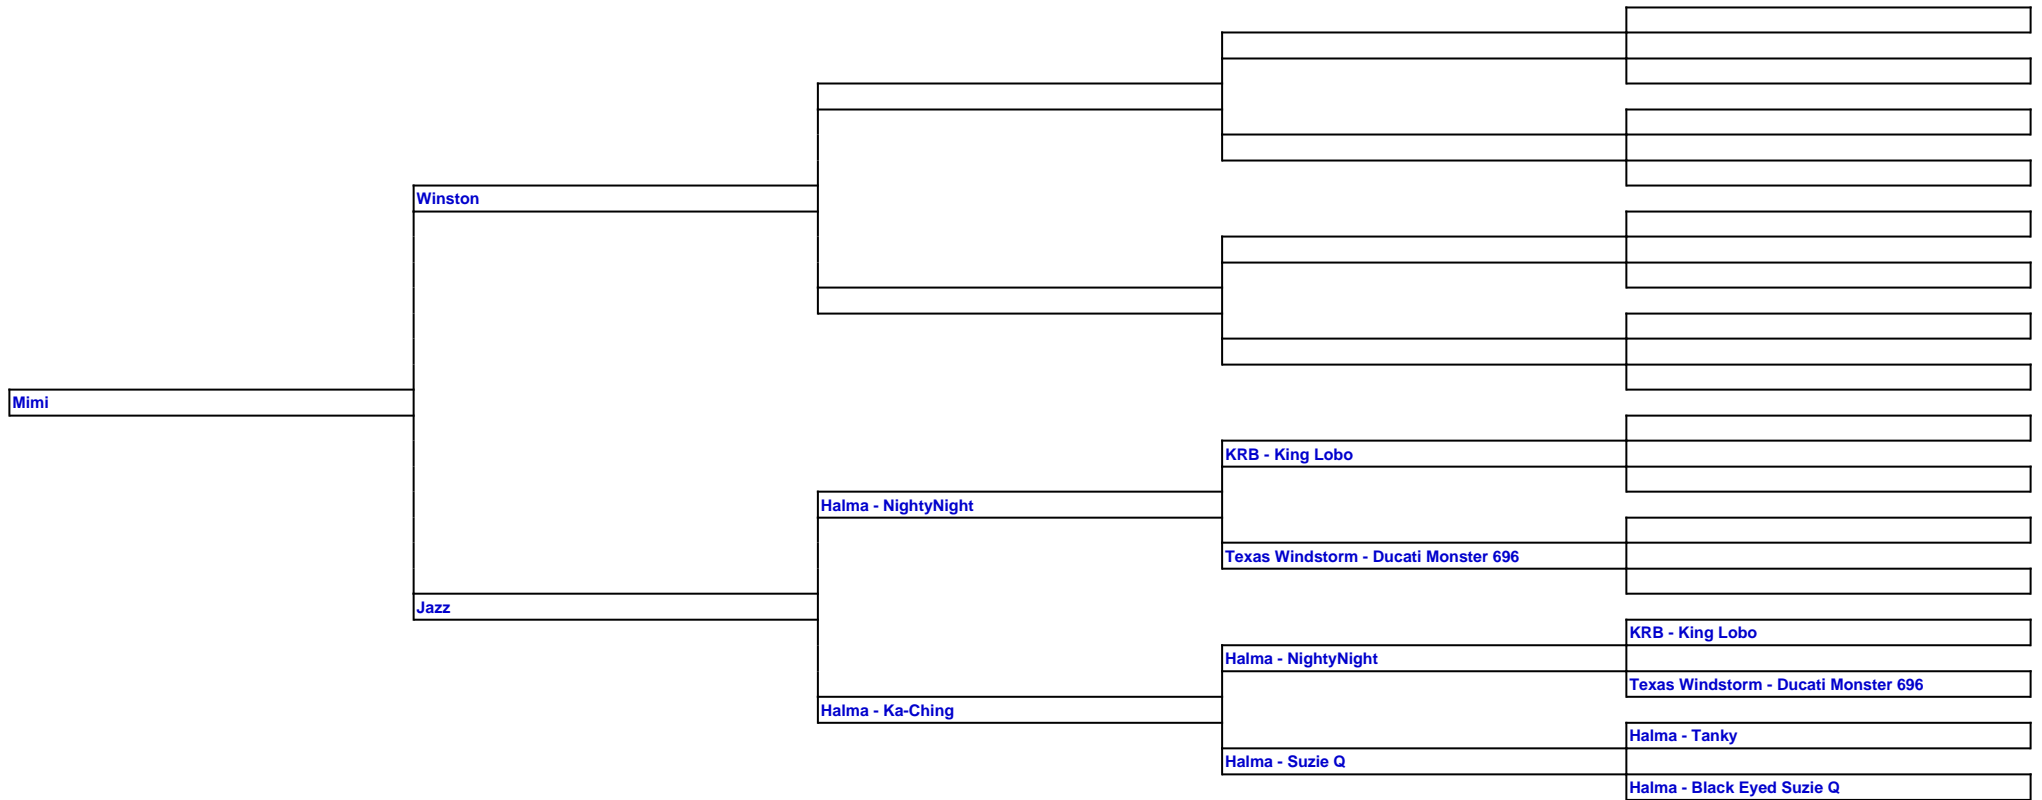 Winston
Mimi
KRB - King Lobo
Halma - NightyNight
Texas Windstorm - Ducati Monster 696
Jazz
KRB - King Lobo
Halma - NightyNight
Texas Windstorm - Ducati Monster 696
Halma - Ka-Ching
Halma - Tanky
Halma - Suzie Q
Halma - Black Eyed Suzie Q